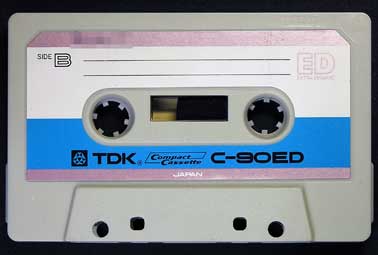 SIDE B
ED
EXTRA DYNAMIC
TDK® Compact Cassette C-90ED
JAPAN